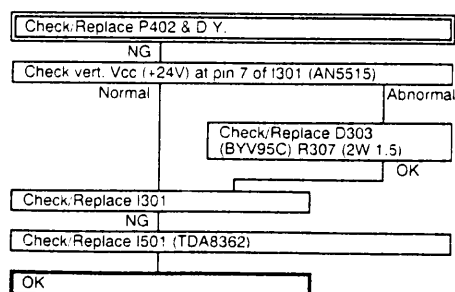 Check/Replace P402 & D Y.
NG
Check vert. Vcc (+24V) at pin 7 of I301 (AN5515)
Normal
Abnormal
Check/Replace D303
(BYV95C) R307 (2W 1.5)
OK
Check/Replace I301
NG
Check/Replace I501 (TDA8362)
OK